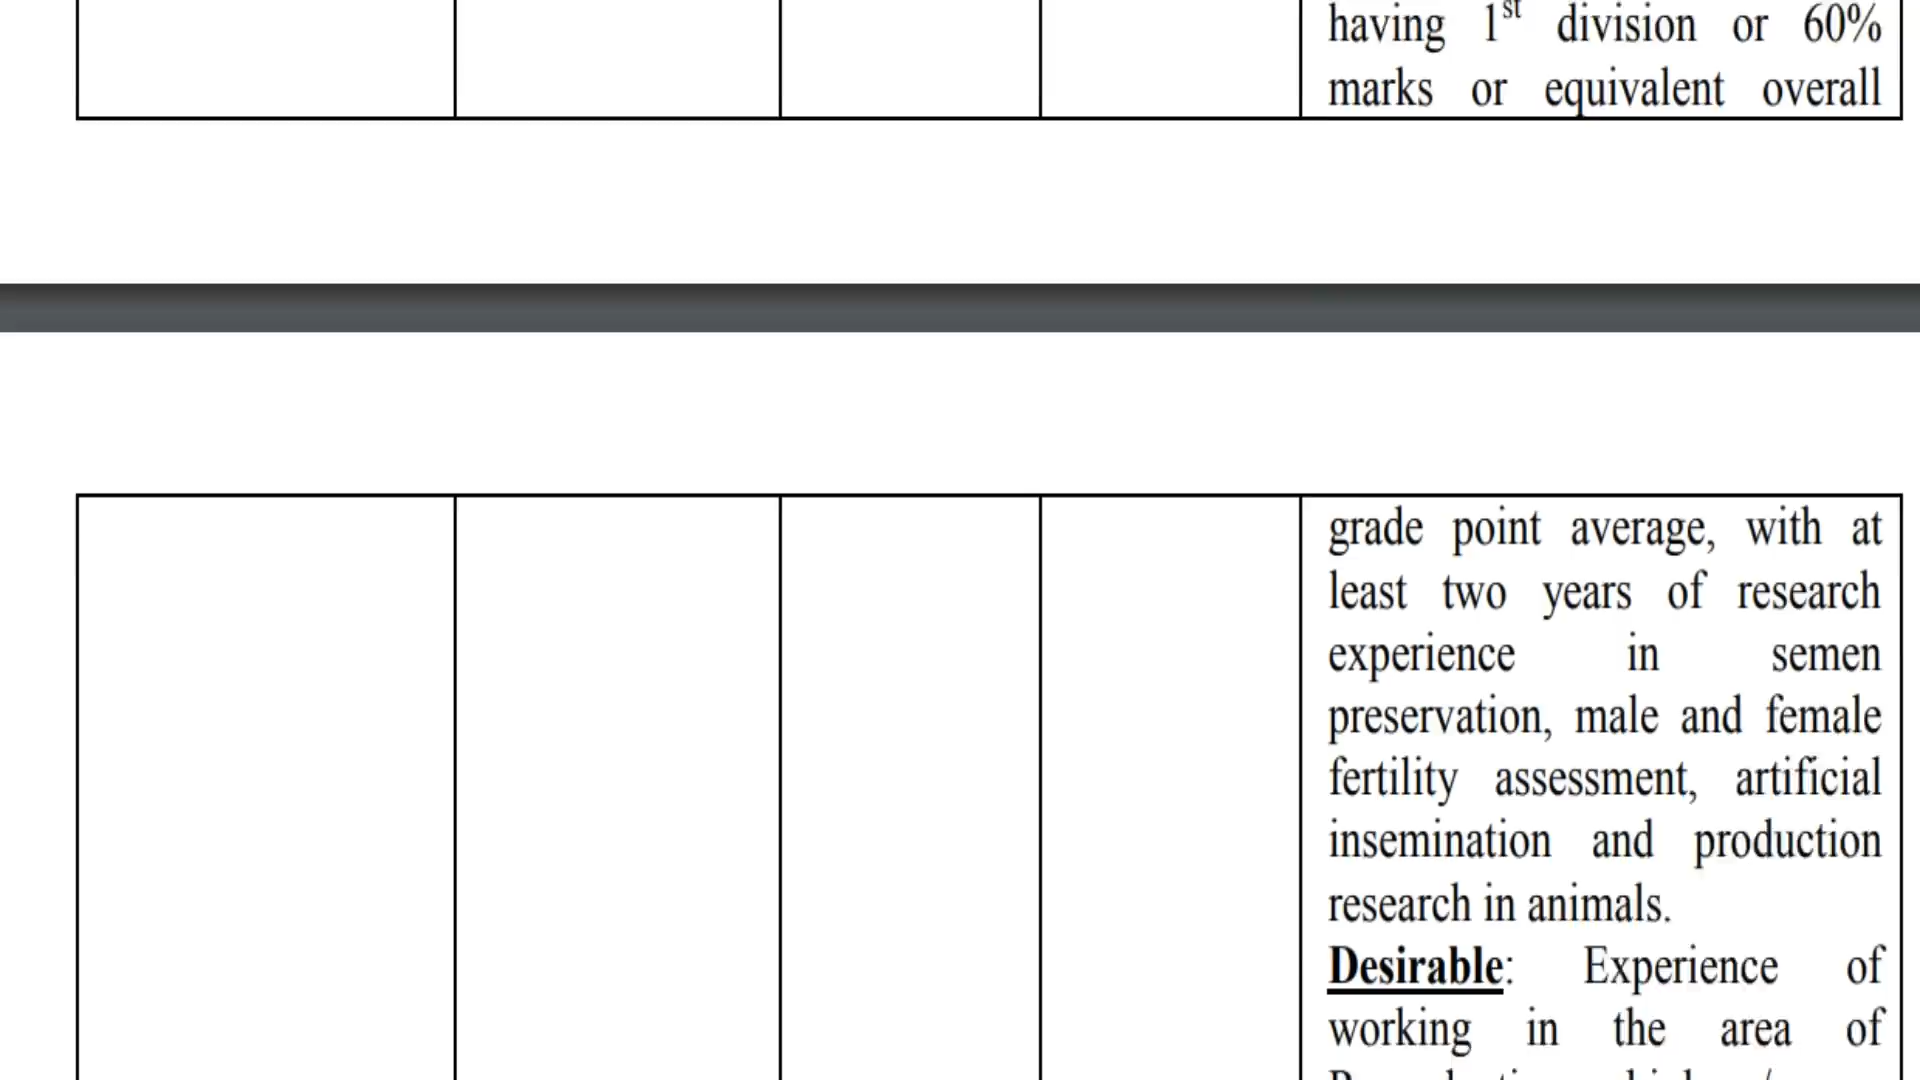 having 1st division or 60%
marks or equivalent overall
grade point average, with at
least two years of research
experience in semen
preservation, male and female
fertility assessment, artificial
insemination and production
research in animals.
Desirable: Experience of
working in the area of